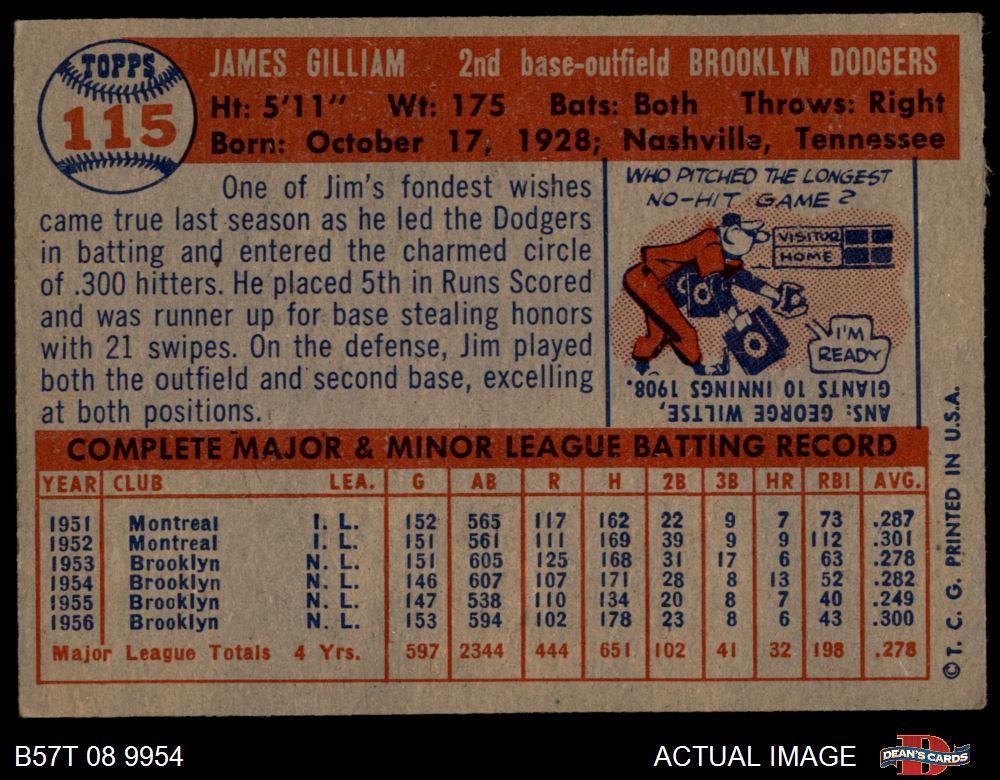 TOPPS
115
JAMES GILLIAM 2nd base-outfield BROOKLYN DODGERS
Ht: 5'11" Wt: 175 Bats: Both Throws: Right
Born: October 17, 1928; Nashville, Tennessee
One of Jim's fondest wishes
came true last season as he led the Dodgers
in batting and entered the charmed circle
of .300 hitters. He placed 5th in Runs Scored
and was runner up for base stealing honors
with 21 swipes. On the defense, Jim played
both the outfield and second base, excelling
at both positions.
WHO PITCHED THE LONGEST
NO-HIT GAME?
VISITOR
HOME
I'M
READY
ANS: GEORGE WILTSE,
GIANTS 10 INNINGS 1908.
COMPLETE MAJOR & MINOR LEAGUE BATTING RECORD
YEAR CLUB LEA. G AB R H 2B 3B HR RBI AVG.
1951 Montreal I. L. 152 565 117 162 22 9 7 73 .287
1952 Montreal I. L. 151 561 111 169 39 9 9 112 .301
1953 Brooklyn N. L. 151 605 125 168 31 17 6 63 .278
1954 Brooklyn N. L. 146 607 107 171 28 8 13 52 .282
1955 Brooklyn N. L. 147 538 110 134 20 8 7 40 .249
1956 Brooklyn N. L. 153 594 102 178 23 8 6 43 .300
Major League Totals 4 Yrs. 597 2344 444 651 102 41 32 198 .278
©T. C. G. PRINTED IN U.S.A.
B57T 08 9954
ACTUAL IMAGE
DEAN'S CARDS